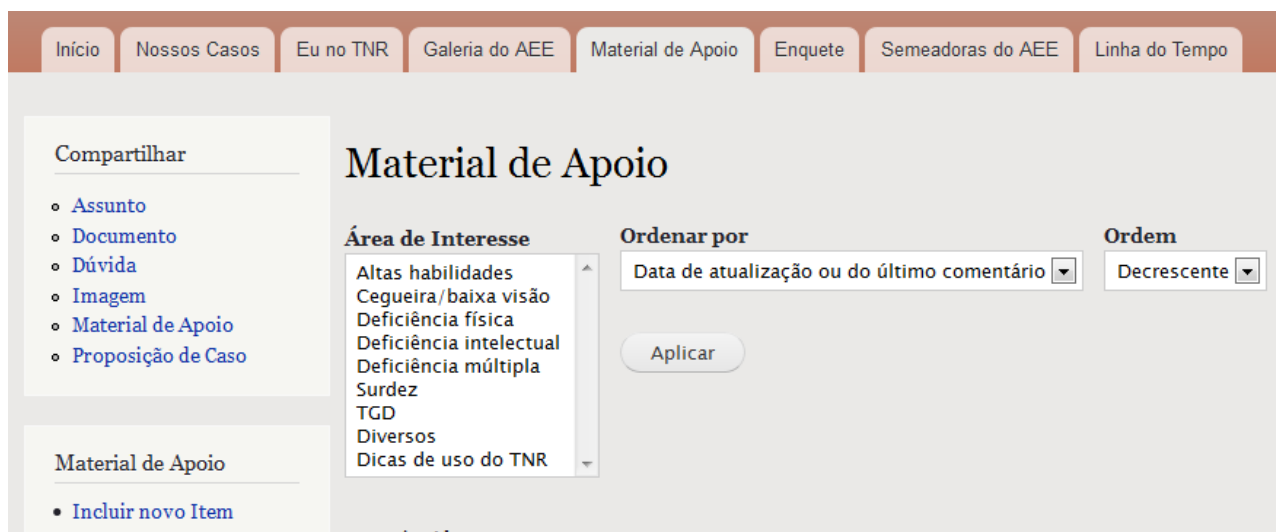 Início Nossos Casos Eu no TNR Galeria do AEE Material de Apoio Enquete Semeadoras do AEE Linha do Tempo
Compartilhar
Assunto
Documento
Dúvida
Imagem
Material de Apoio
Proposição de Caso
Material de Apoio
Incluir novo Item
Material de Apoio
Área de Interesse
Altas habilidades
Cegueira/baixa visão
Deficiência física
Deficiência intelectual
Deficiência múltipla
Surdez
TGD
Diversos
Dicas de uso do TNR
Ordenar por
Data de atualização ou do último comentário
Ordem
Decrescente
Aplicar